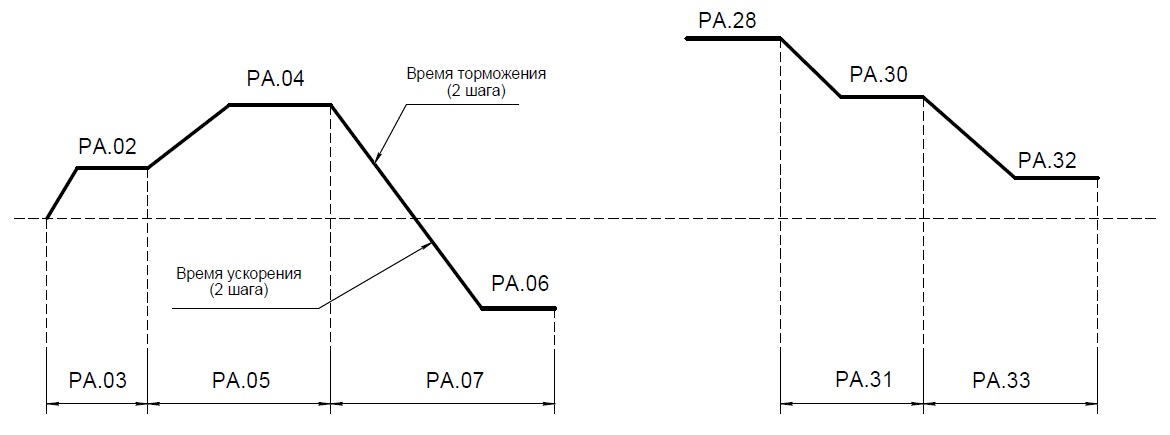 PA.28
PA.04
Время торможения
(2 шага)
PA.30
PA.02
PA.32
Время ускорения
(2 шага)
PA.06
PA.03
PA.05
PA.07
PA.31
PA.33